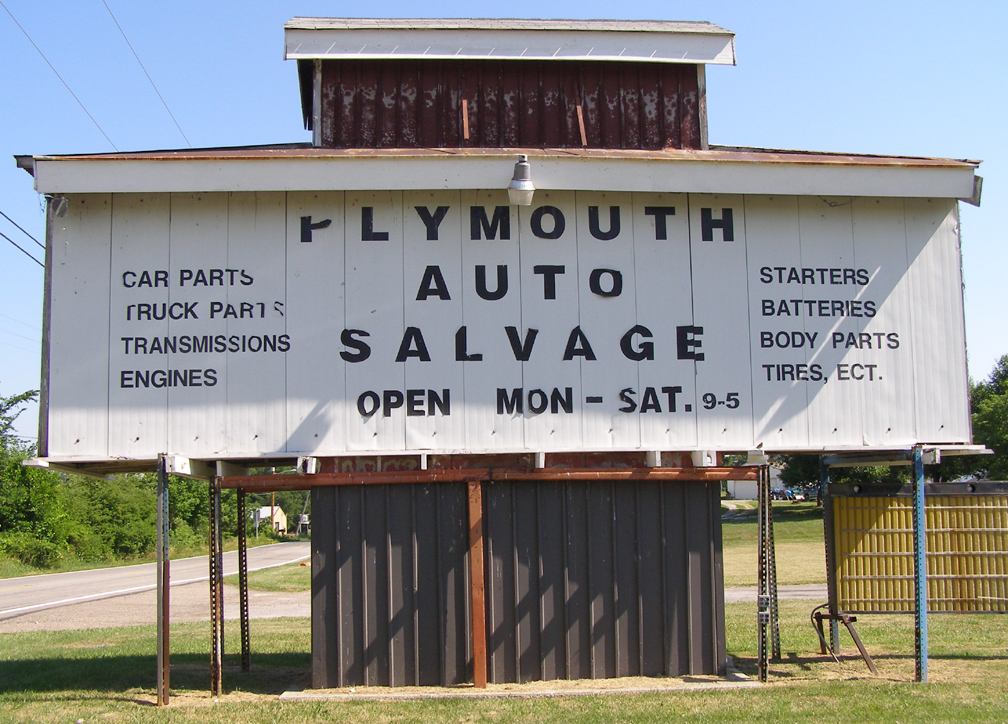 PLYMOUTH
AUTO
SALVAGE
OPEN MON - SAT. 9-5
CAR PARTS
TRUCK PARTS
TRANSMISSIONS
ENGINES
STARTERS
BATTERIES
BODY PARTS
TIRES, ECT.